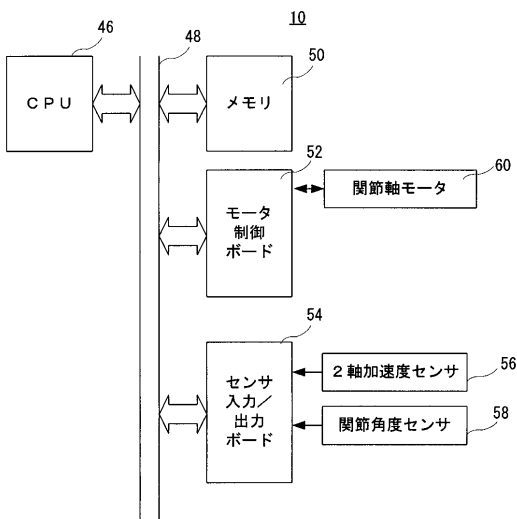 10
46
48
50
CPU
メモリ
52
60
モータ
制御
ボード
関節軸モータ
54
センサ
入力/
出力
ボード
2軸加速度センサ
56
関節角度センサ
58